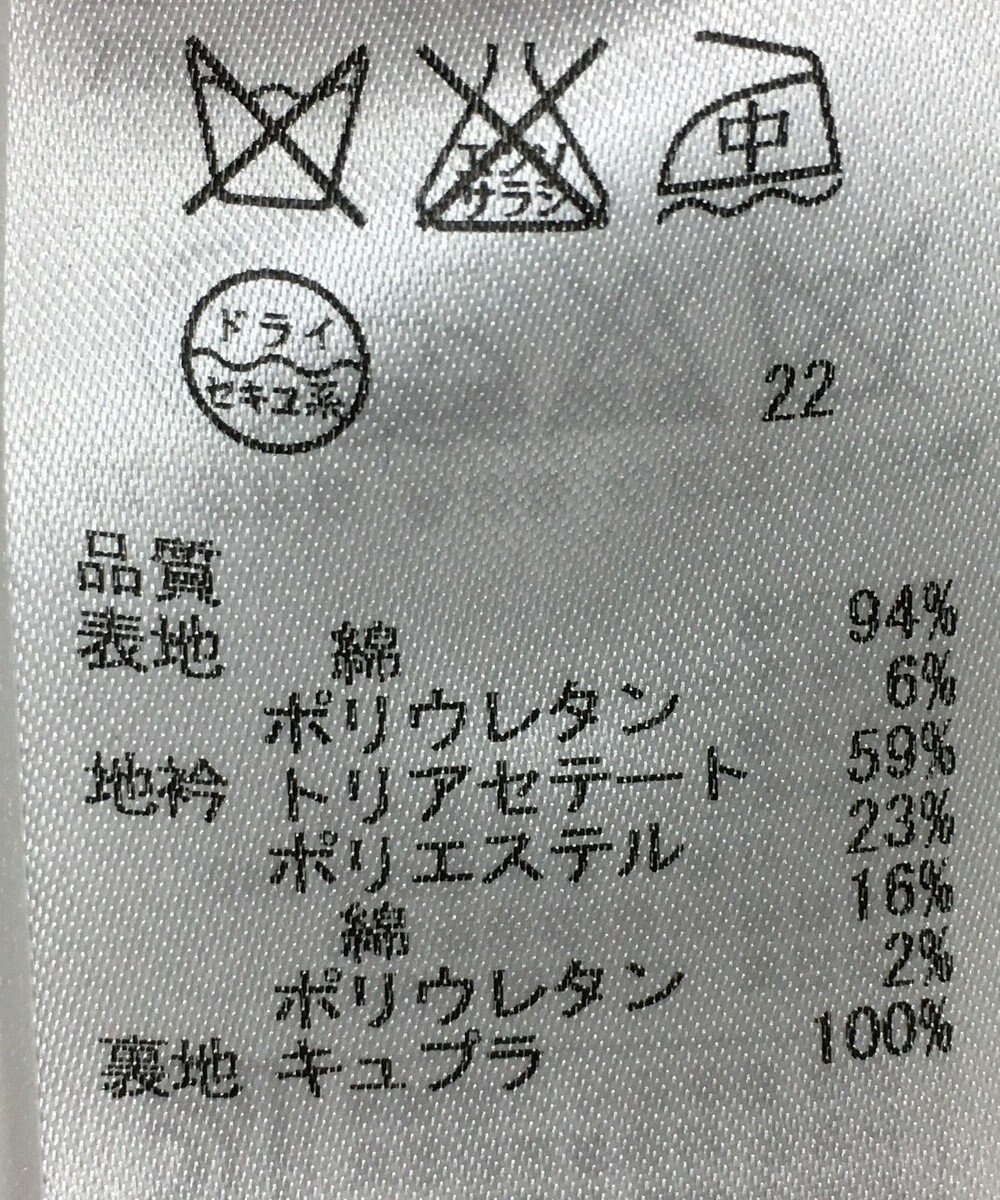 エンソ
サラシ
中
ドライ
セキユ系
22
品質
表地 綿 94%
ポリウレタン 6%
地衿 トリアセテート 59%
ポリエステル 23%
綿 16%
ポリウレタン 2%
裏地 キュプラ 100%